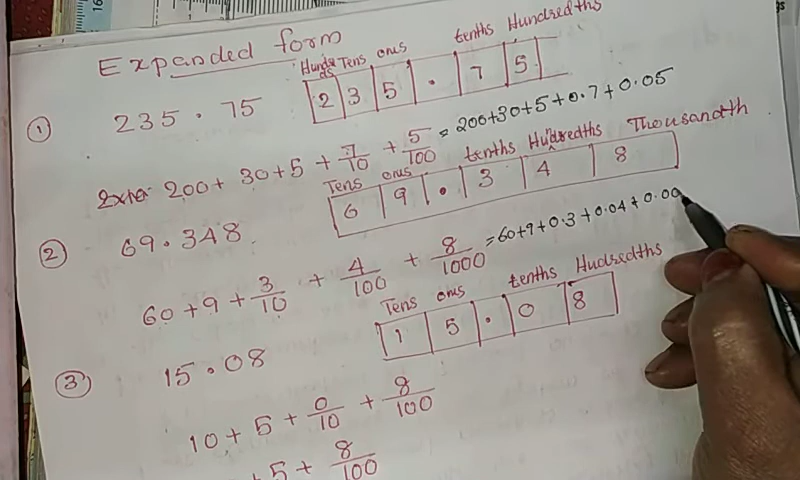 Expanded form
Hundreds Tens ones tenths Hundredths
① 235.75 2 3 5 . 7 5
200 + 30+5 + 7/10 + 5/100 = 200+30+5+0.7+0.05
Tens ones tenths Hundredths Thousandth
② 69.348 6 9 . 3 4 8
60 + 9 + 3/10 + 4/100 + 8/1000 = 60+9+0.3+0.04+0.00
Tens ones tenths Hudredths
③ 15.08 1 5 . 0 8
10 + 5 + 0/10 + 8/100
+ 5 + 8/100